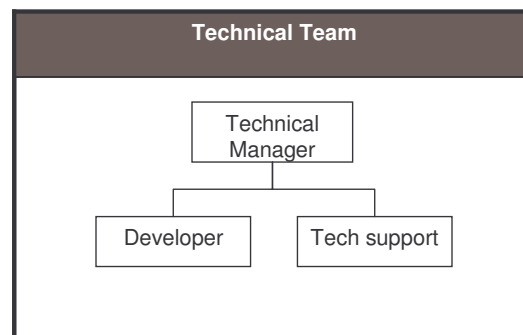 Technical Team
Technical
Manager
Developer
Tech support